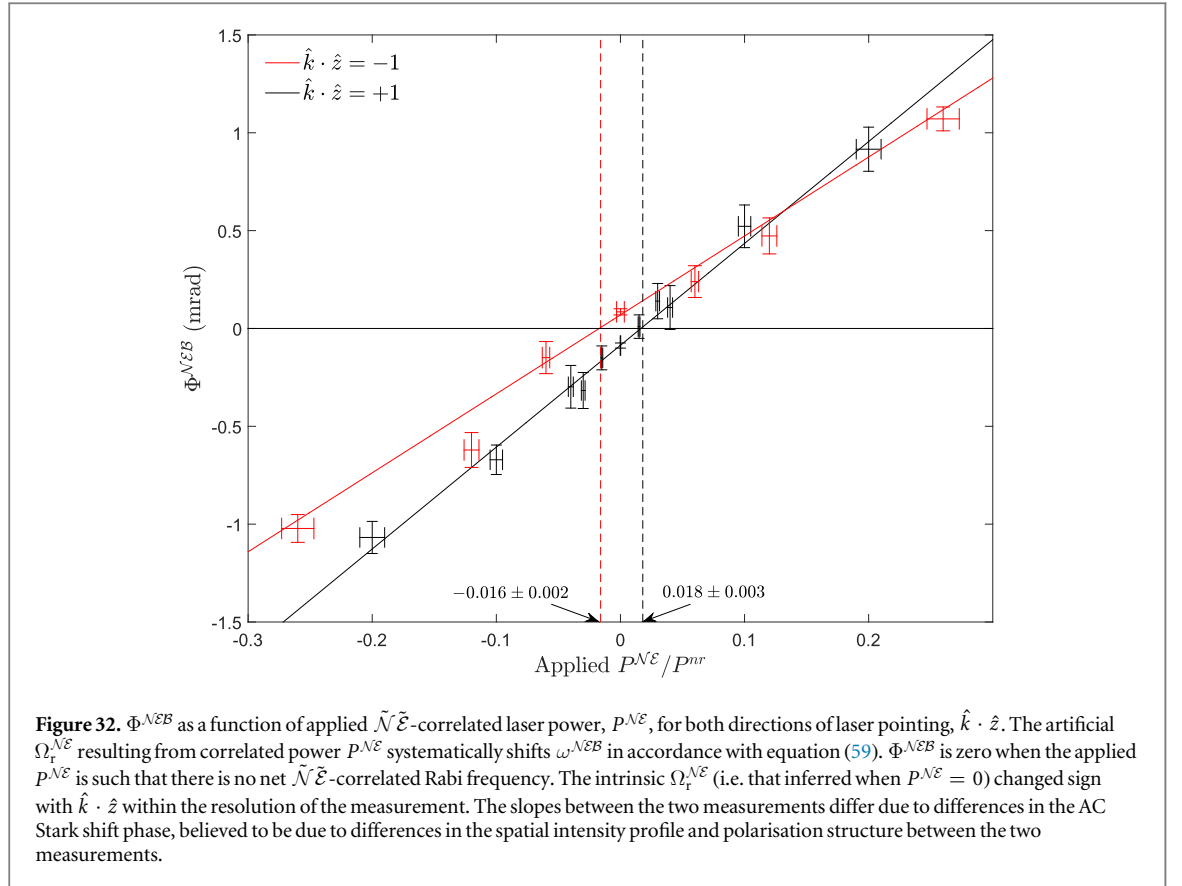 1.5
1
0.5
0
-0.5
-1
-1.5
Φ^{𝒩ℰℬ} (mrad)
k̂ · ẑ = −1
k̂ · ẑ = +1
−0.016 ± 0.002
0.018 ± 0.003
-0.3 -0.2 -0.1 0 0.1 0.2
Applied P^{𝒩ℰ}/P^{nr}
Figure 32. Φ^{𝒩ℰℬ} as a function of applied 𝒩̃ℰ̃-correlated laser power, P^{𝒩ℰ}, for both directions of laser pointing, k̂ · ẑ. The artificial
Ω_r^{𝒩ℰ} resulting from correlated power P^{𝒩ℰ} systematically shifts ω^{𝒩ℰℬ} in accordance with equation (59). Φ^{𝒩ℰℬ} is zero when the applied
P^{𝒩ℰ} is such that there is no net 𝒩̃ℰ̃-correlated Rabi frequency. The intrinsic Ω_r^{𝒩ℰ} (i.e. that inferred when P^{𝒩ℰ} = 0) changed sign
with k̂ · ẑ within the resolution of the measurement. The slopes between the two measurements differ due to differences in the AC
Stark shift phase, believed to be due to differences in the spatial intensity profile and polarisation structure between the two
measurements.